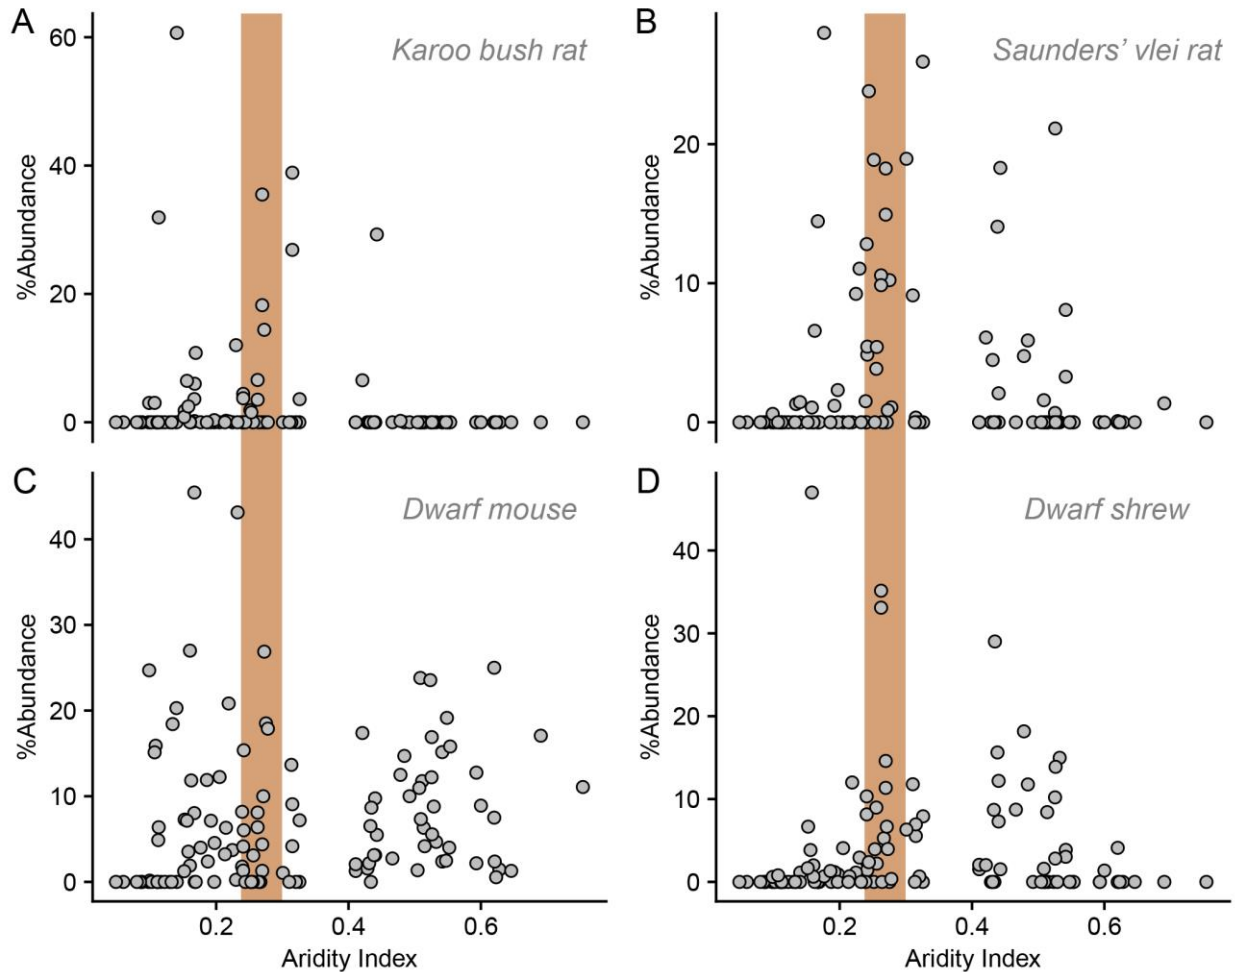 A
Karoo bush rat
60
40
20
0
%Abundance
B
Saunders’ vlei rat
20
10
0
%Abundance
C
Dwarf mouse
40
30
20
10
0
%Abundance
0.2
0.4
0.6
Aridity Index
D
Dwarf shrew
40
30
20
10
0
%Abundance
0.2
0.4
0.6
Aridity Index